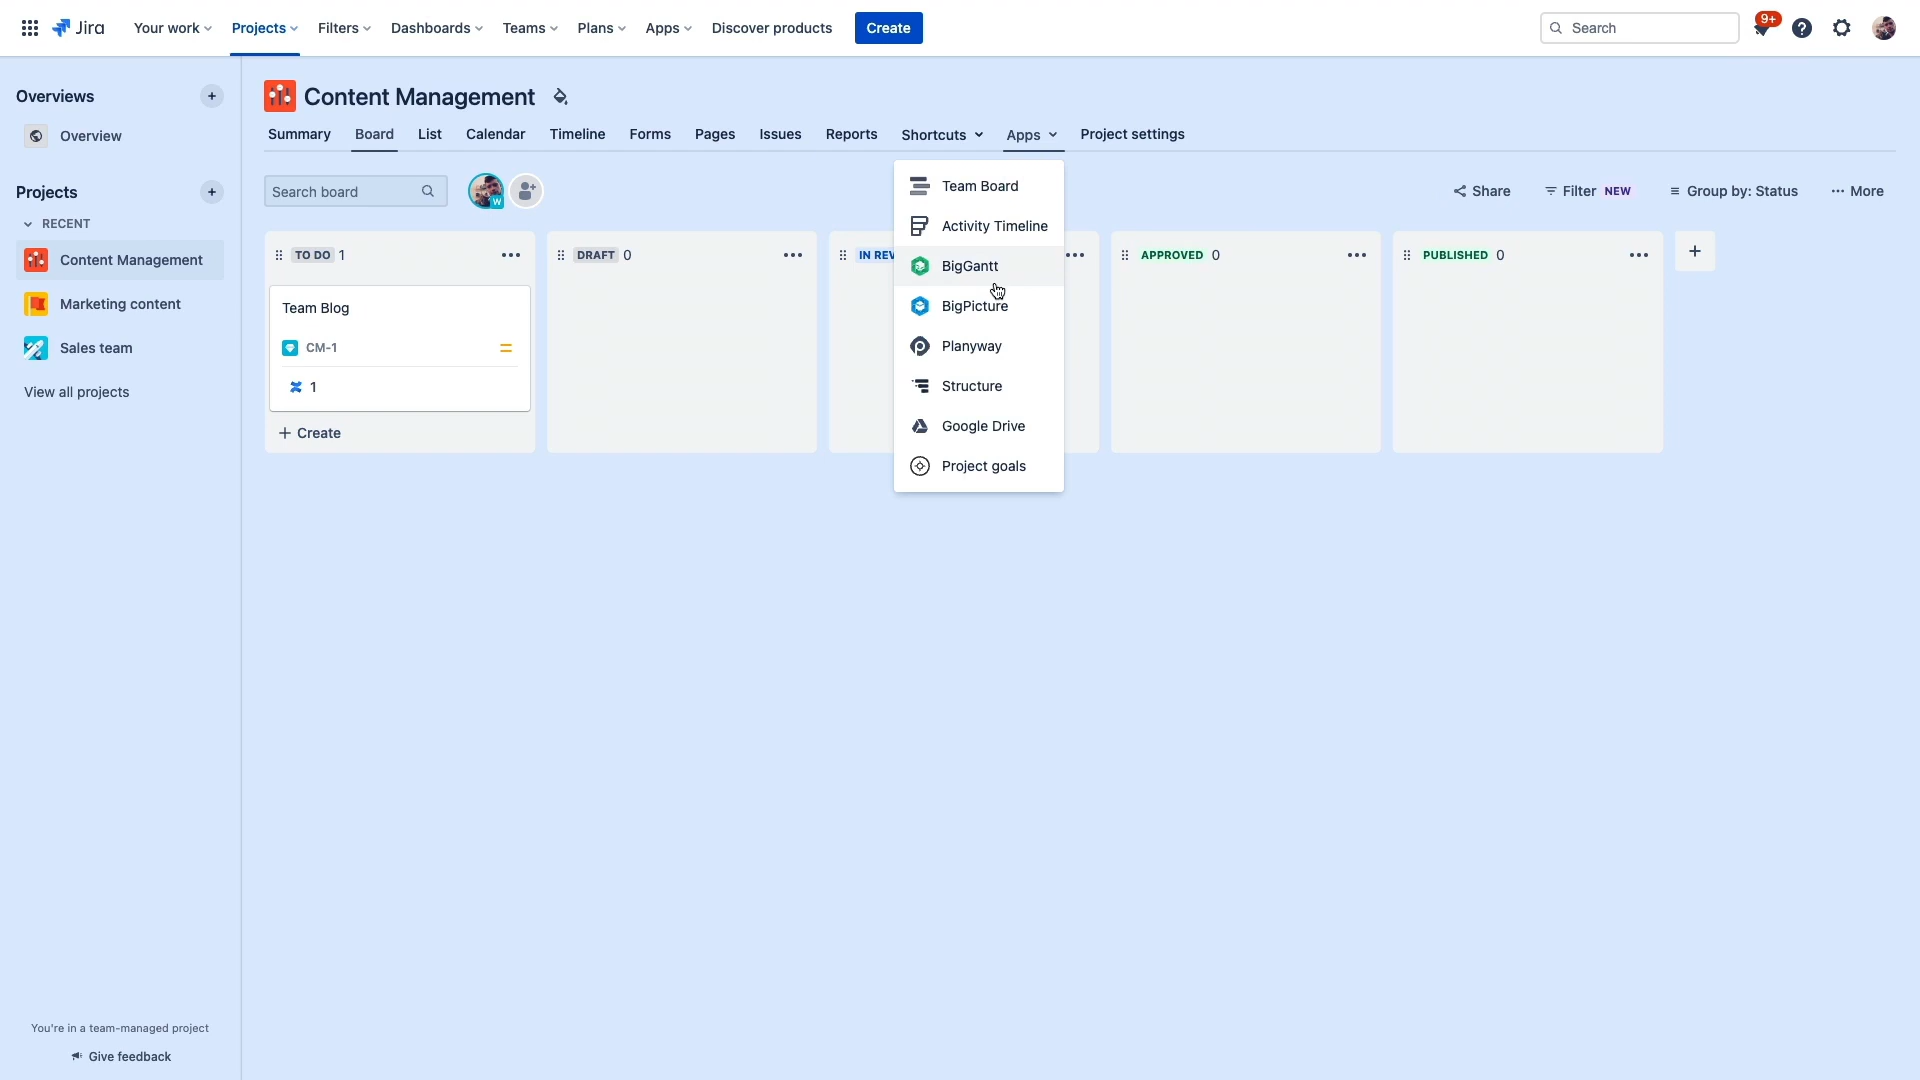 Jira
Your work
Projects
Filters
Dashboards
Teams
Plans
Apps
Discover products
Create
Search
9+
Overviews
Overview
Projects
RECENT
Content Management
Marketing content
Sales team
View all projects
You're in a team-managed project
Give feedback
Content Management
Summary
Board
List
Calendar
Timeline
Forms
Pages
Issues
Reports
Shortcuts
Apps
Project settings
Search board
W
Share
Filter NEW
Group by: Status
More
TO DO 1
Team Blog
CM-1
1
Create
DRAFT 0
IN REV
APPROVED 0
PUBLISHED 0
Team Board
Activity Timeline
BigGantt
BigPicture
Planyway
Structure
Google Drive
Project goals